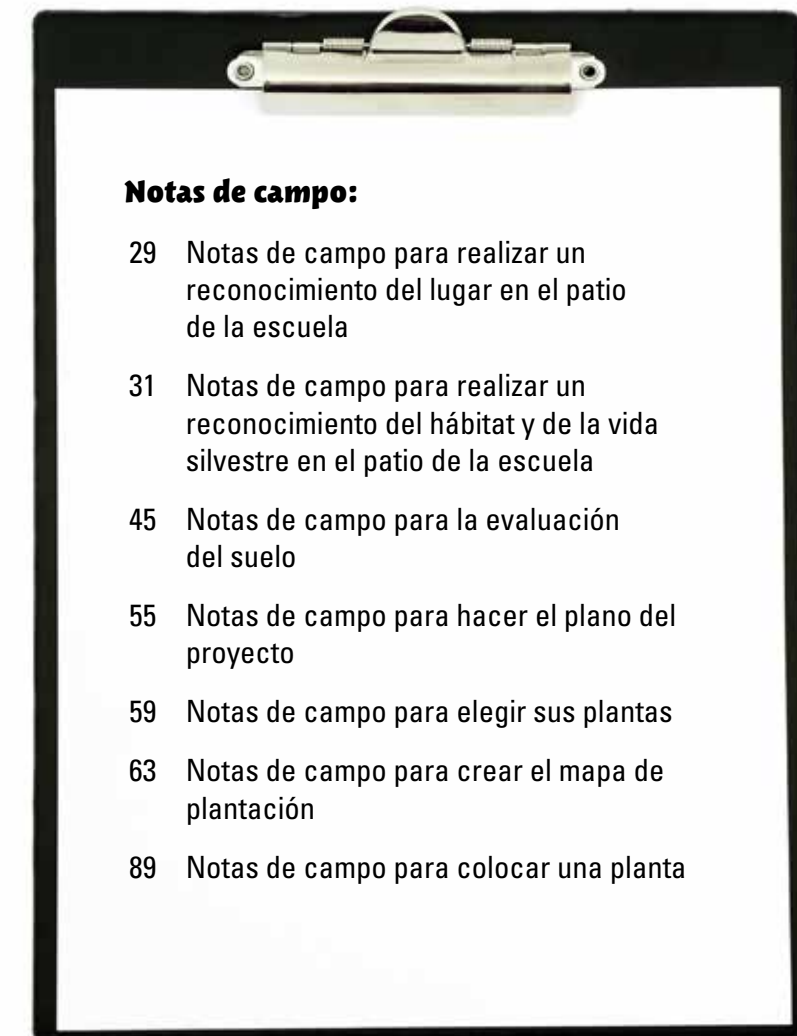 Notas de campo:
29 Notas de campo para realizar un
reconocimiento del lugar en el patio
de la escuela
31 Notas de campo para realizar un
reconocimiento del hábitat y de la vida
silvestre en el patio de la escuela
45 Notas de campo para la evaluación
del suelo
55 Notas de campo para hacer el plano del
proyecto
59 Notas de campo para elegir sus plantas
63 Notas de campo para crear el mapa de
plantación
89 Notas de campo para colocar una planta